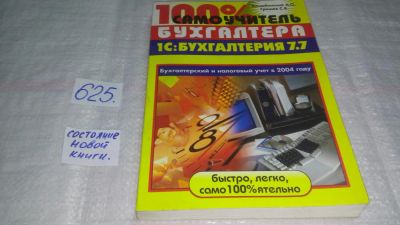 625.
состояние
новой
книги.
А.О.
Грошев С.В.
100%
САМОУЧИТЕЛЬ
БУХГАЛТЕРА
1С:БУХГАЛТЕРИЯ 7.7
Бухгалтерский и налоговый учет в 2004 году
быстро, легко,
само100%ятельно